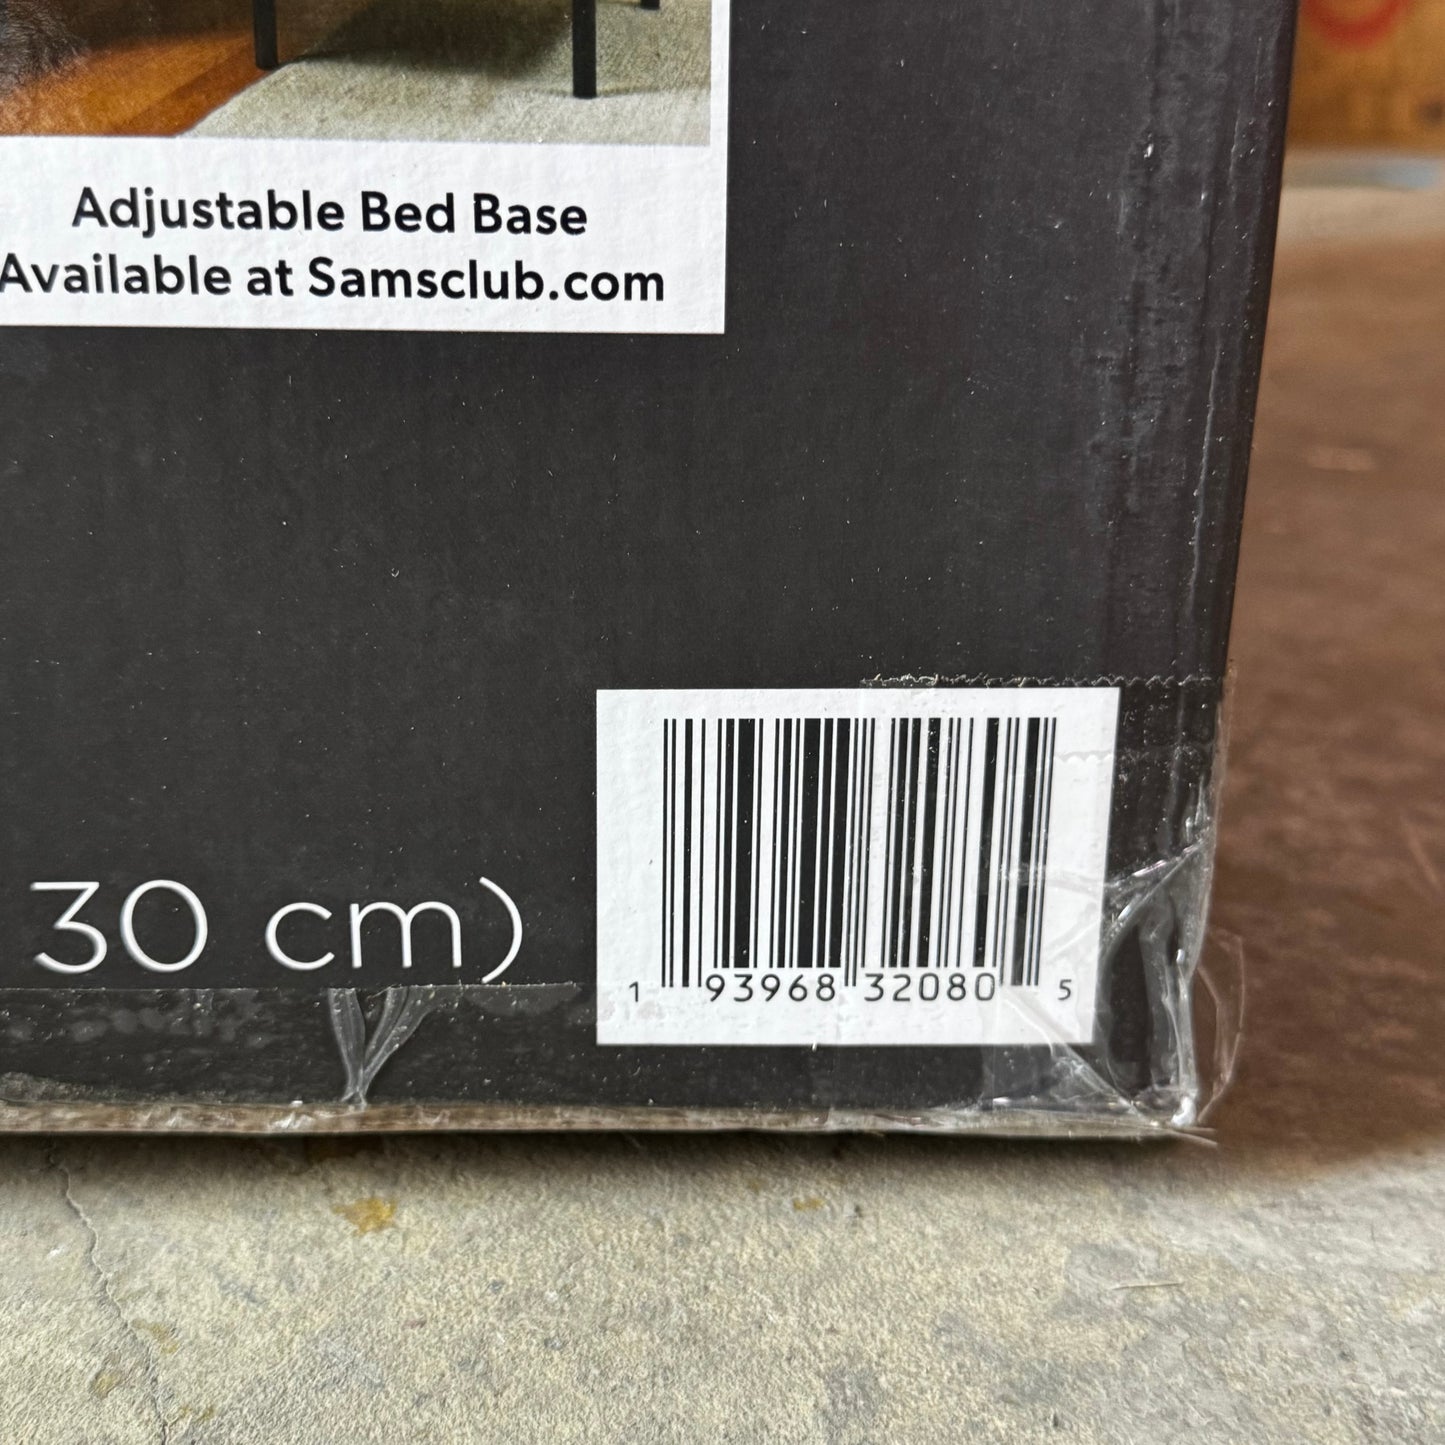 Adjustable Bed Base
Available at Samsclub.com
30 cm)
1 93968 32080 5